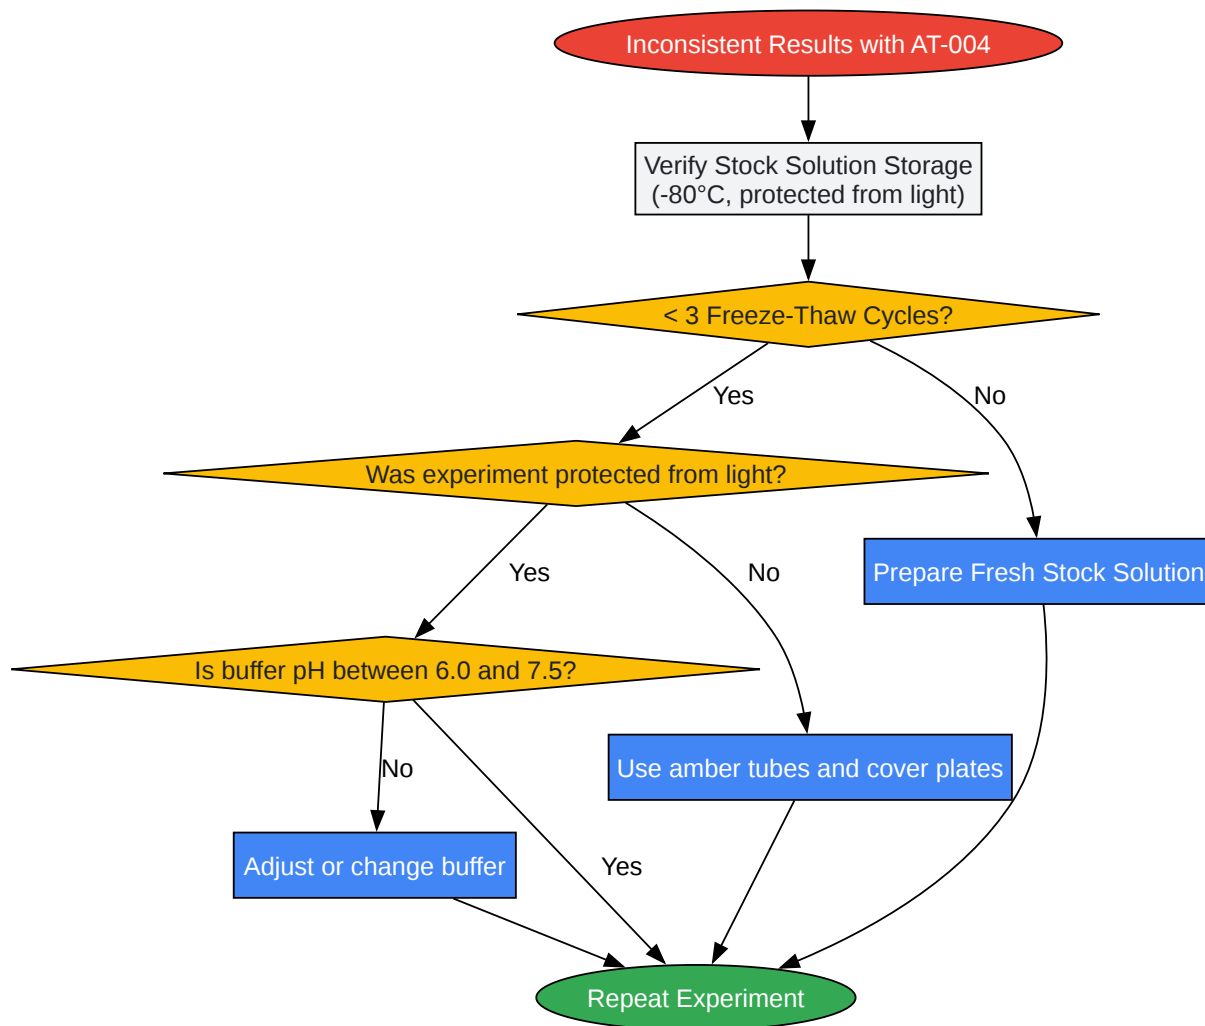 Inconsistent Results with AT-004
Verify Stock Solution Storage
(-80°C, protected from light)
< 3 Freeze-Thaw Cycles?
Yes
No
Was experiment protected from light?
Yes
No
Prepare Fresh Stock Solution
Is buffer pH between 6.0 and 7.5?
No
Use amber tubes and cover plates
Adjust or change buffer
Yes
Repeat Experiment